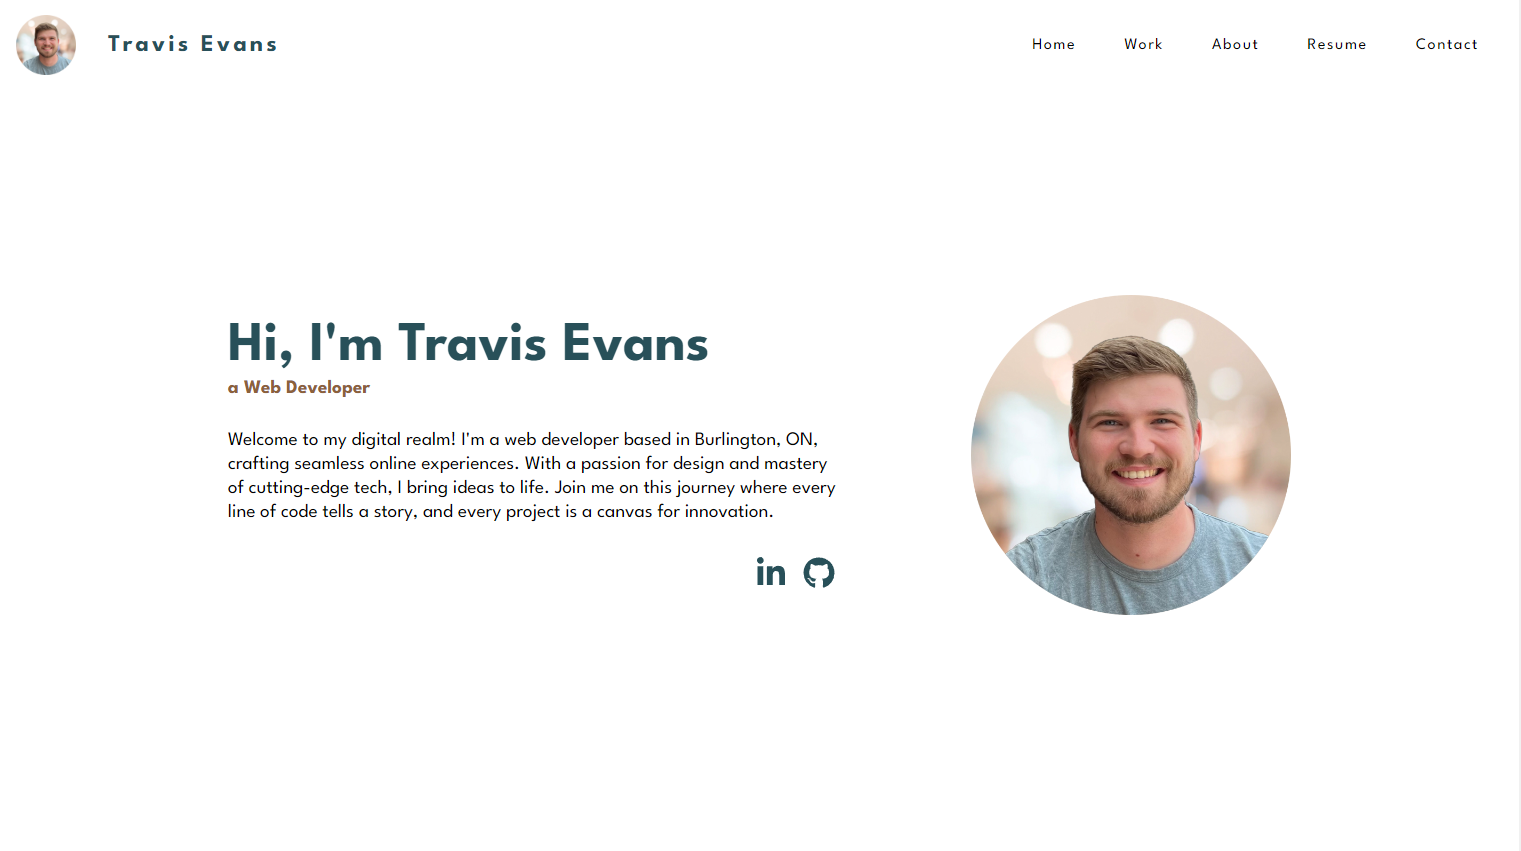 Travis Evans
Home Work About Resume Contact
Hi, I'm Travis Evans
a Web Developer
Welcome to my digital realm! I'm a web developer based in Burlington, ON,
crafting seamless online experiences. With a passion for design and mastery
of cutting-edge tech, I bring ideas to life. Join me on this journey where every
line of code tells a story, and every project is a canvas for innovation.
in